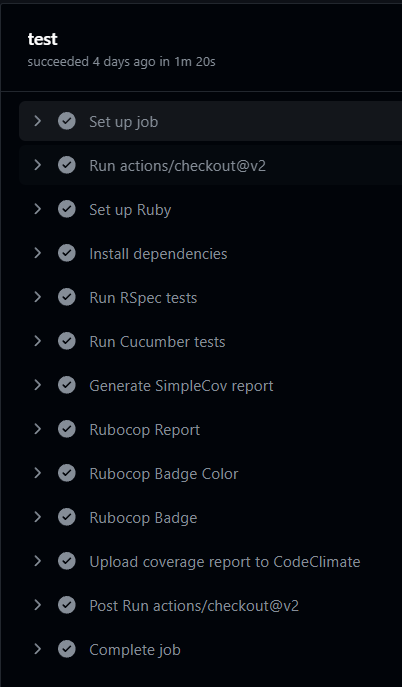 test
succeeded 4 days ago in 1m 20s
Set up job
Run actions/checkout@v2
Set up Ruby
Install dependencies
Run RSpec tests
Run Cucumber tests
Generate SimpleCov report
Rubocop Report
Rubocop Badge Color
Rubocop Badge
Upload coverage report to CodeClimate
Post Run actions/checkout@v2
Complete job